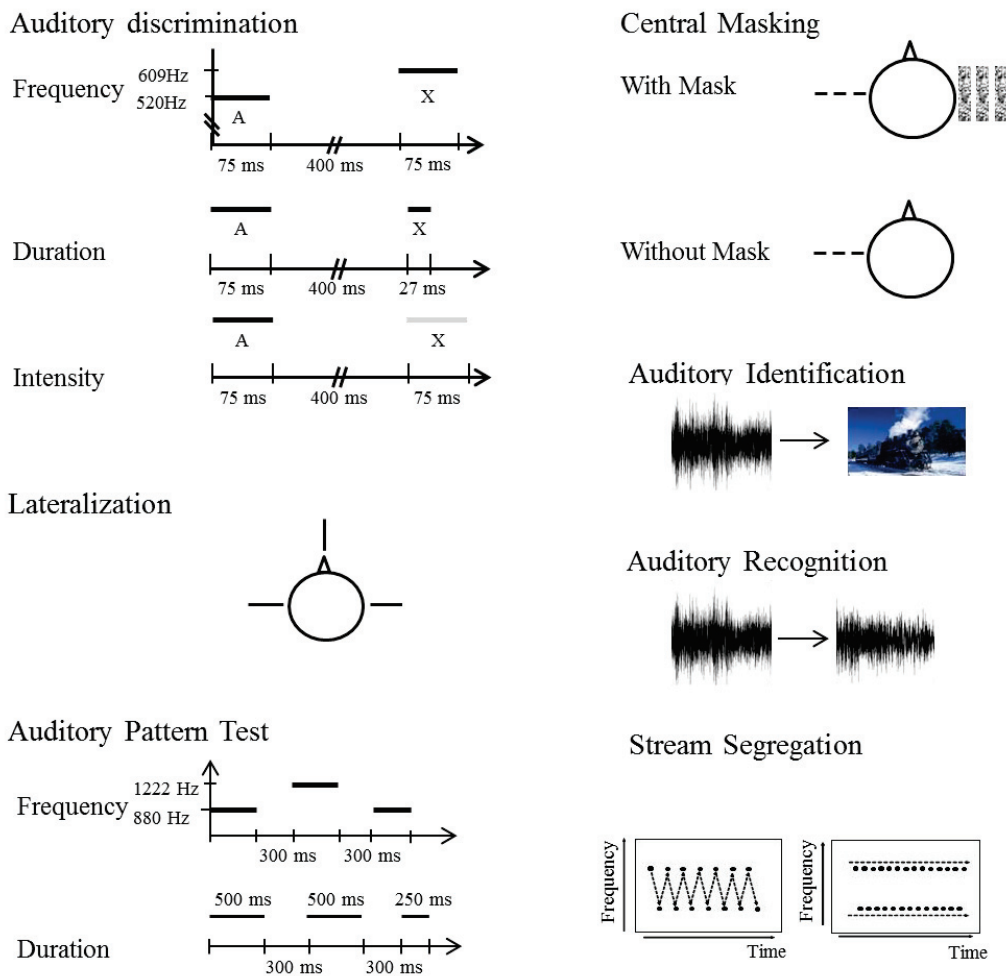 Auditory discrimination
Frequency
609Hz
520Hz
A
X
75 ms
400 ms
75 ms
Duration
A
X
75 ms
400 ms
27 ms
Intensity
A
X
75 ms
400 ms
75 ms
Lateralization
Auditory Pattern Test
Frequency
1222 Hz
880 Hz
300 ms
300 ms
500 ms
500 ms
250 ms
Duration
300 ms
300 ms
Central Masking
With Mask
Without Mask
Auditory Identification
Auditory Recognition
Stream Segregation
Frequency
Time
Frequency
Time